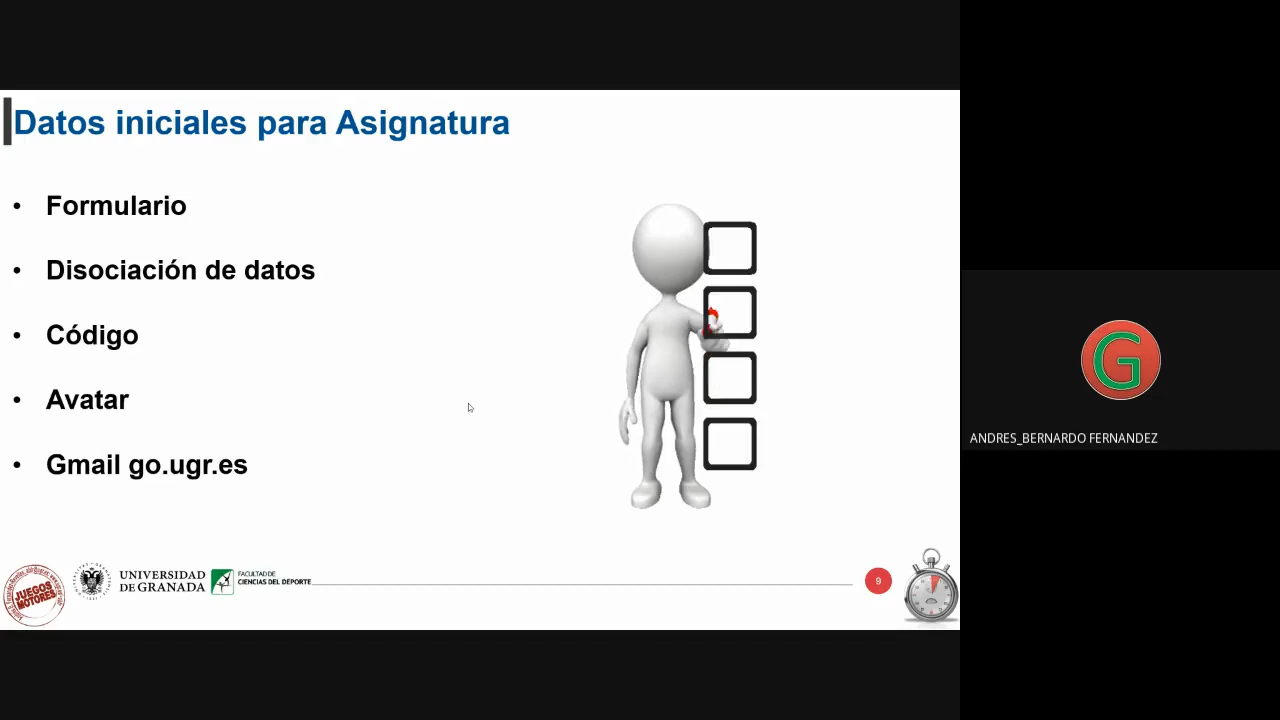 Datos iniciales para Asignatura
• Formulario
• Disociación de datos
• Código
• Avatar
• Gmail go.ugr.es
G
ANDRES_BERNARDO FERNANDEZ
JUEGOS
MOTORES
UNIVERSIDAD
DE GRANADA
FACULTAD DE
CIENCIAS DEL DEPORTE
9